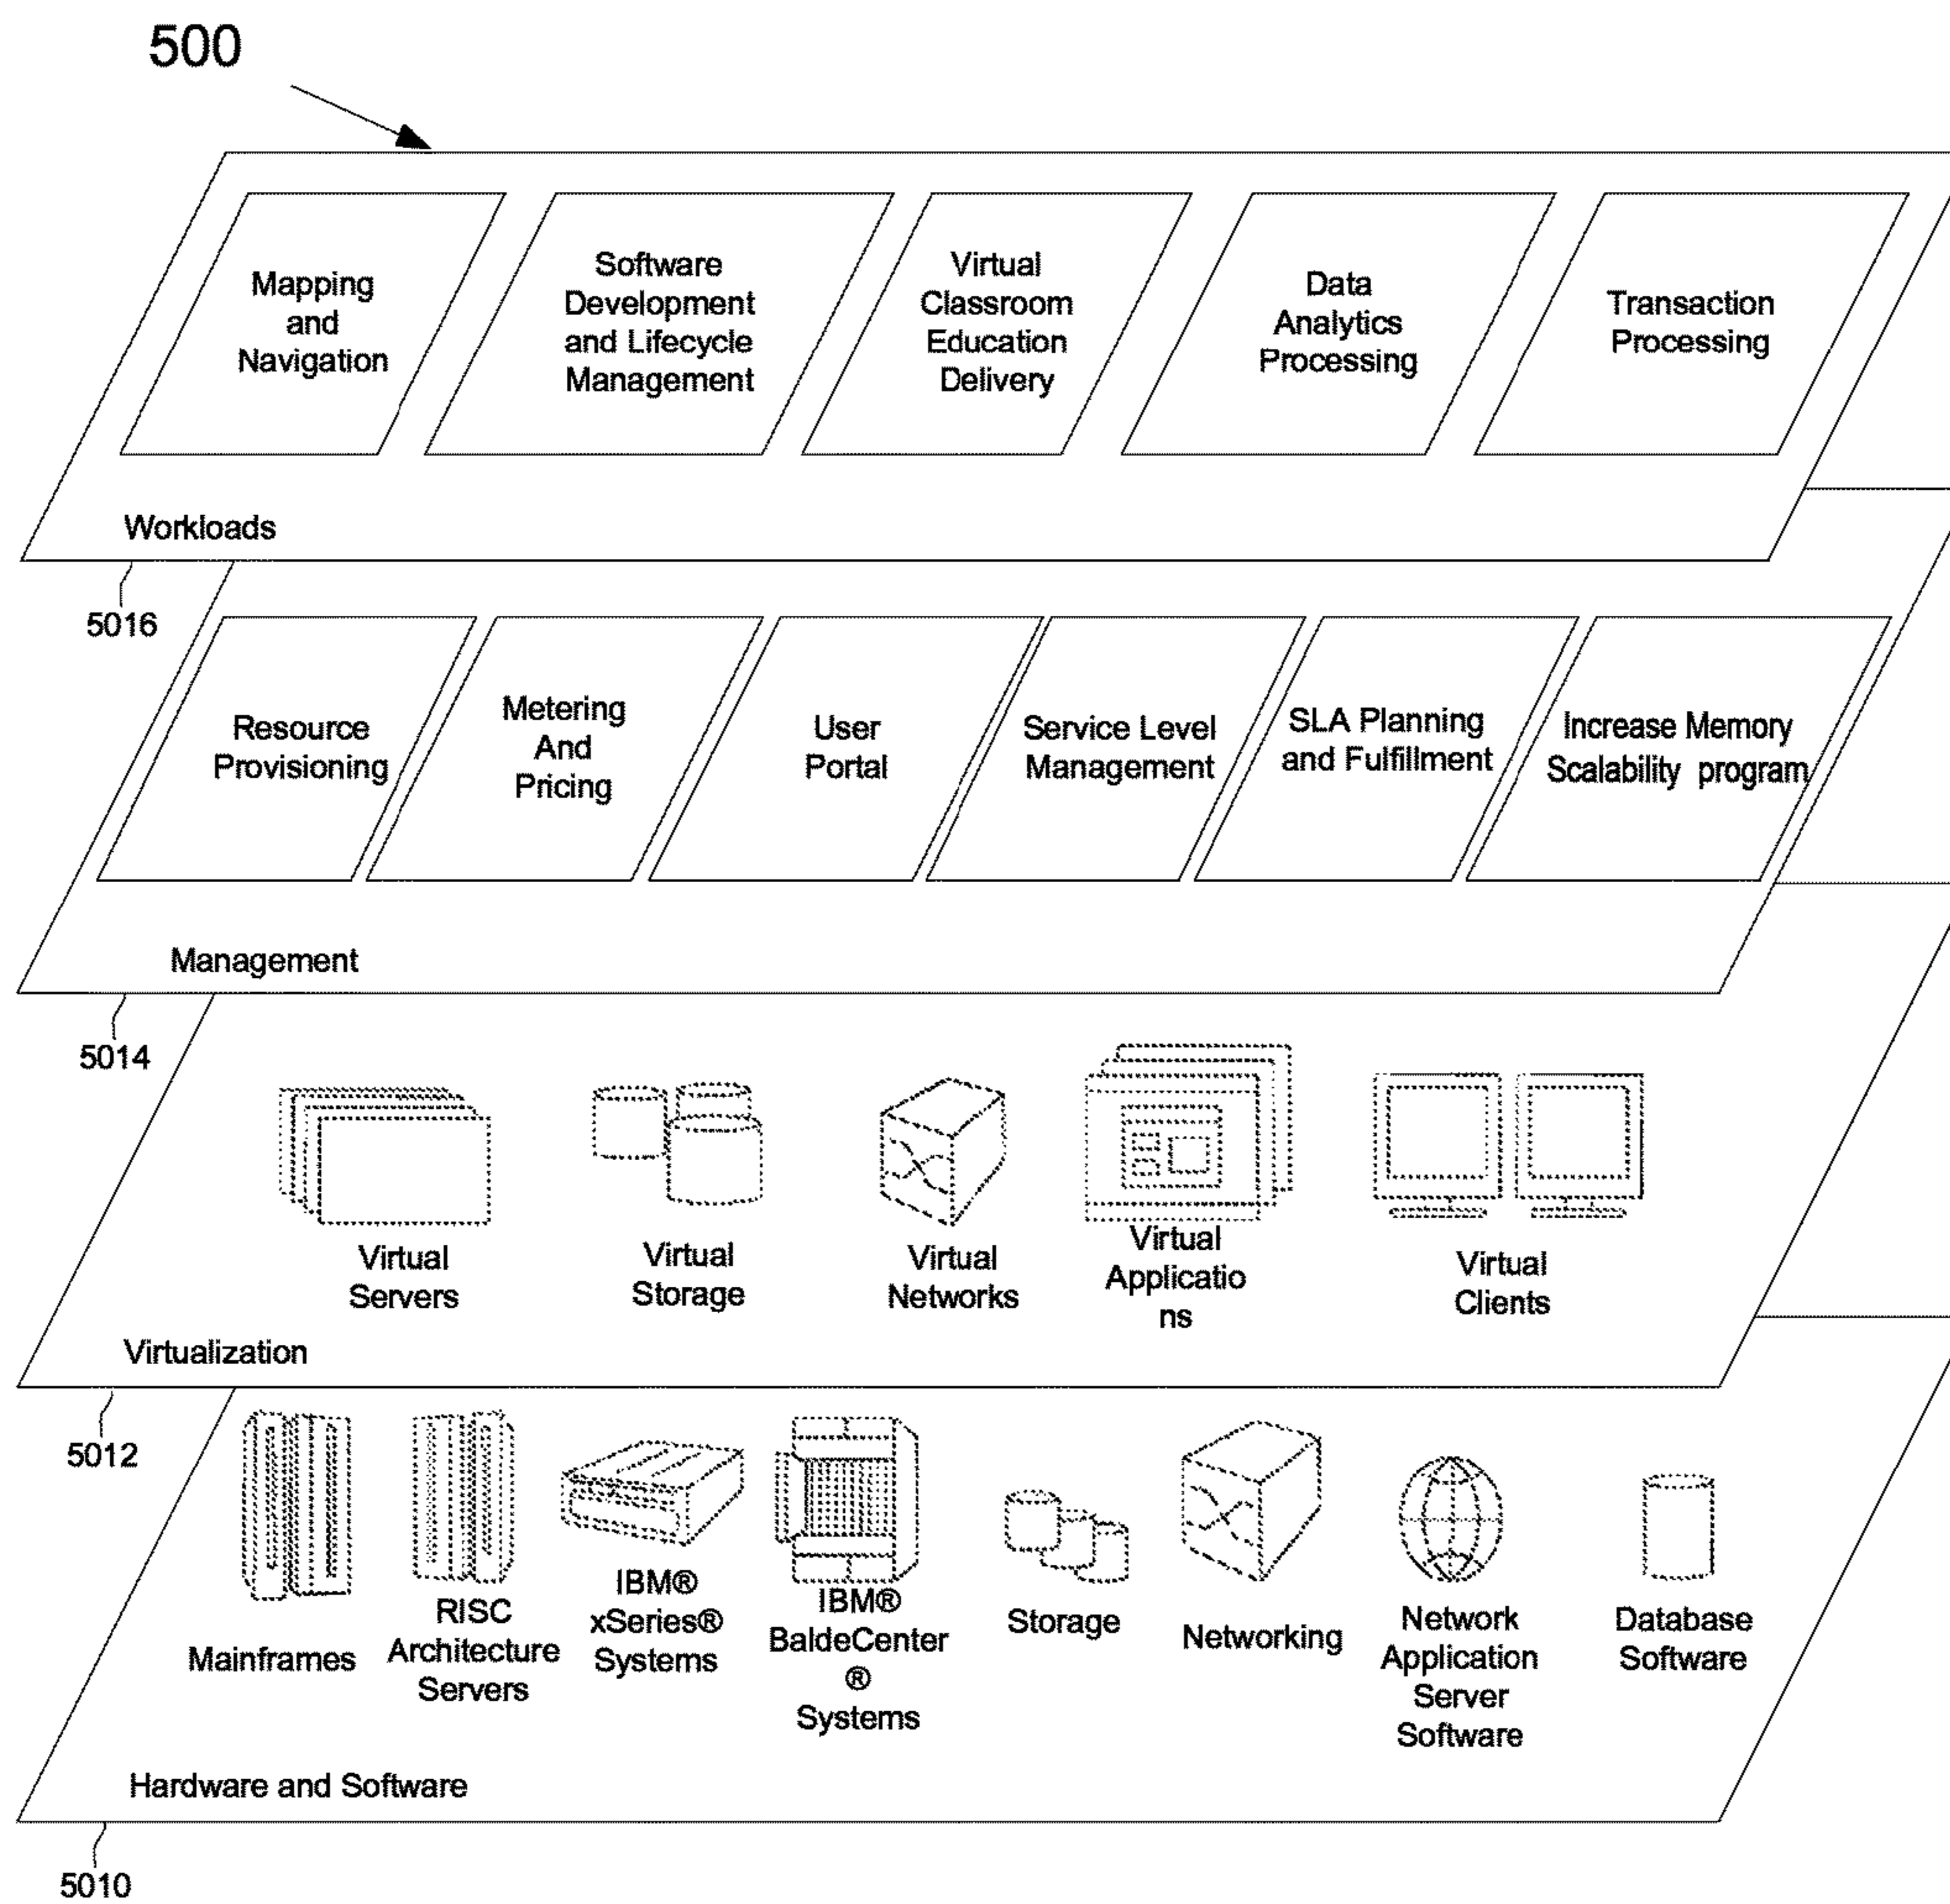 500
Mapping
and
Navigation
Software
Development
and Lifecycle
Management
Virtual
Classroom
Education
Delivery
Data
Analytics
Processing
Transaction
Processing
Workloads
5016
Resource
Provisioning
Metering
And
Pricing
User
Portal
Service Level
Management
SLA Planning
and Fulfillment
Increase Memory
Scalability program
Management
5014
Virtual
Servers
Virtual
Storage
Virtual
Networks
Virtual
Applicatio
ns
Virtual
Clients
Virtualization
5012
Mainframes
RISC
Architecture
Servers
IBM®
xSeries®
Systems
IBM®
BaldeCenter
®
Systems
Storage
Networking
Network
Application
Server
Software
Database
Software
Hardware and Software
5010